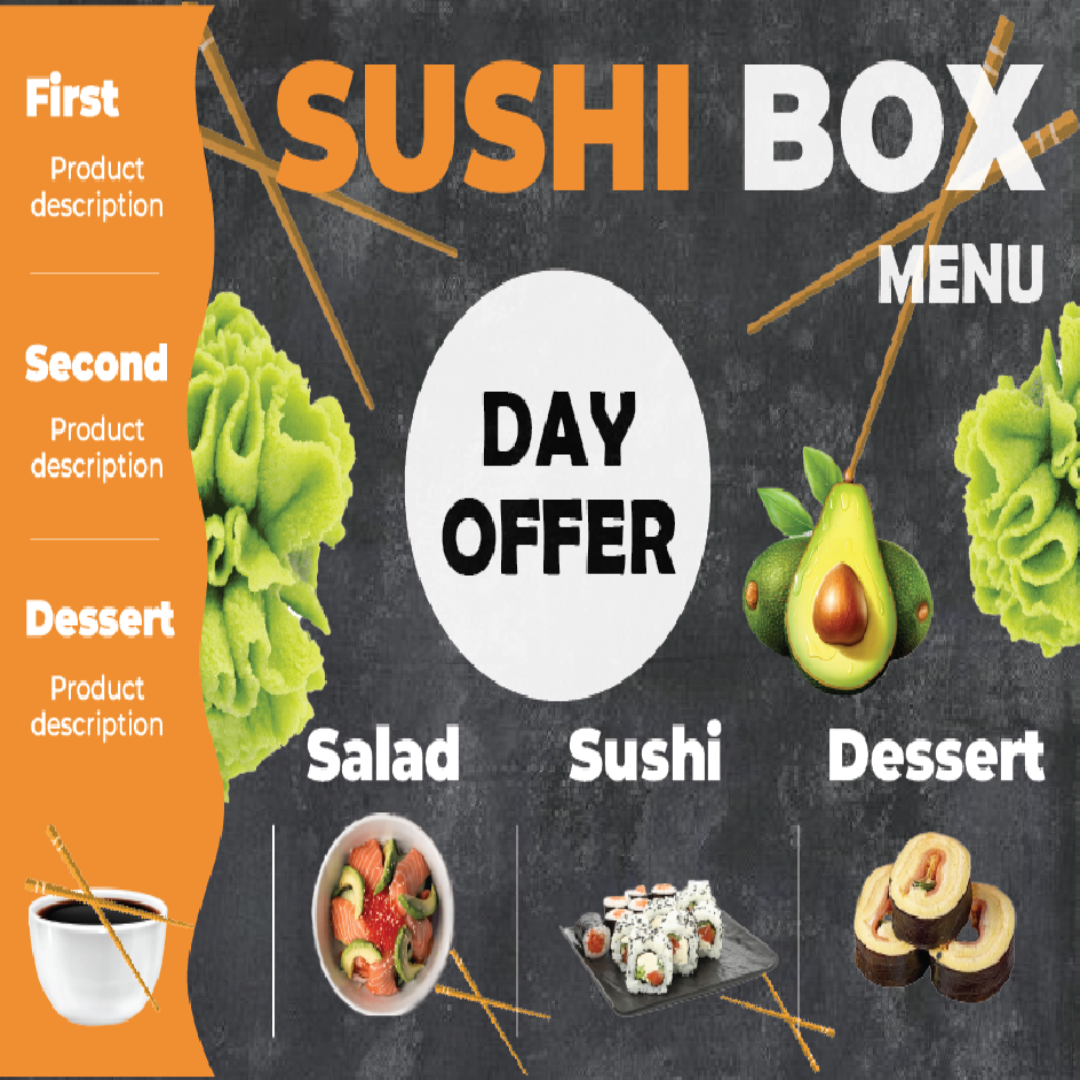 SUSHI BOX
MENU
First
Product
description
Second
Product
description
Dessert
Product
description
DAY
OFFER
Salad
Sushi
Dessert